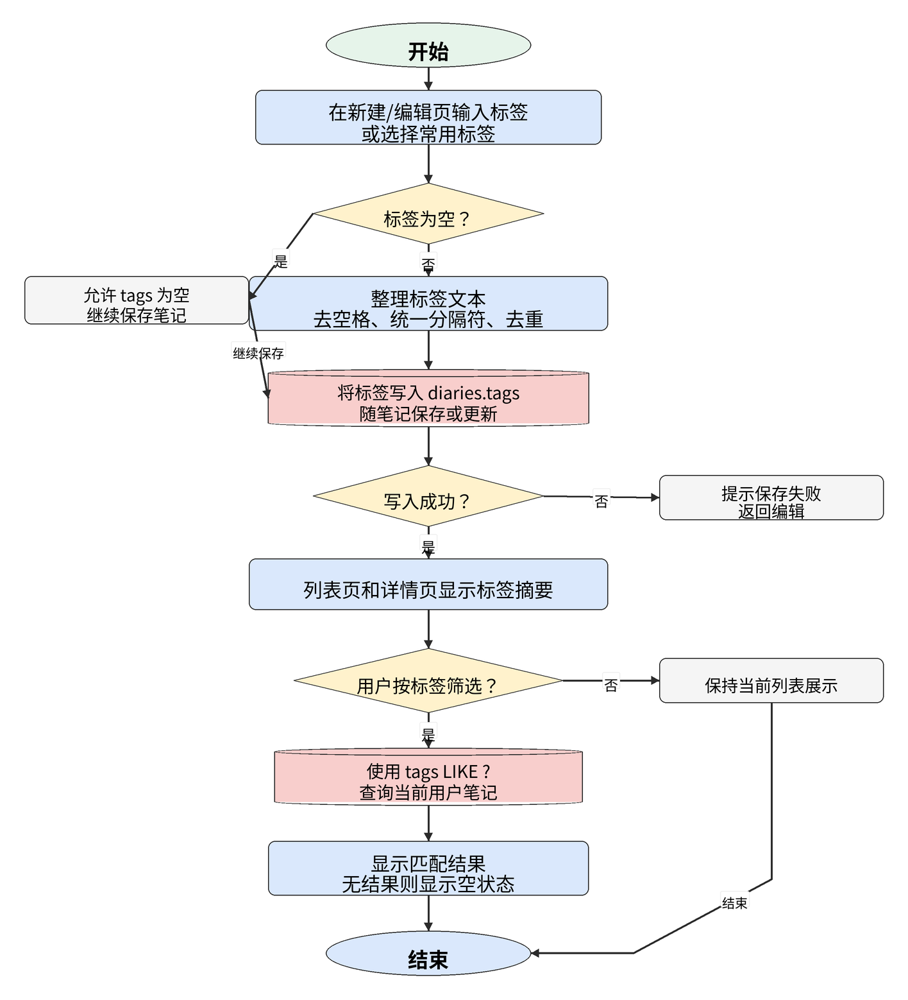 开始
在新建/编辑页输入标签
或选择常用标签
标签为空？
是
否
允许 tags 为空
继续保存笔记
整理标签文本
去空格、统一分隔符、去重
继续保存
将标签写入 diaries.tags
随笔记保存或更新
写入成功？
否
提示保存失败
返回编辑
是
列表页和详情页显示标签摘要
用户按标签筛选？
否
保持当前列表展示
是
使用 tags LIKE ?
查询当前用户笔记
显示匹配结果
无结果则显示空状态
结束
结束